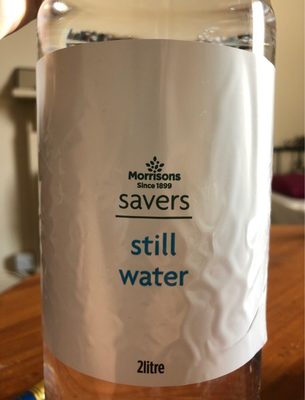 Morrisons
Since 1899
savers
still
water
2litre